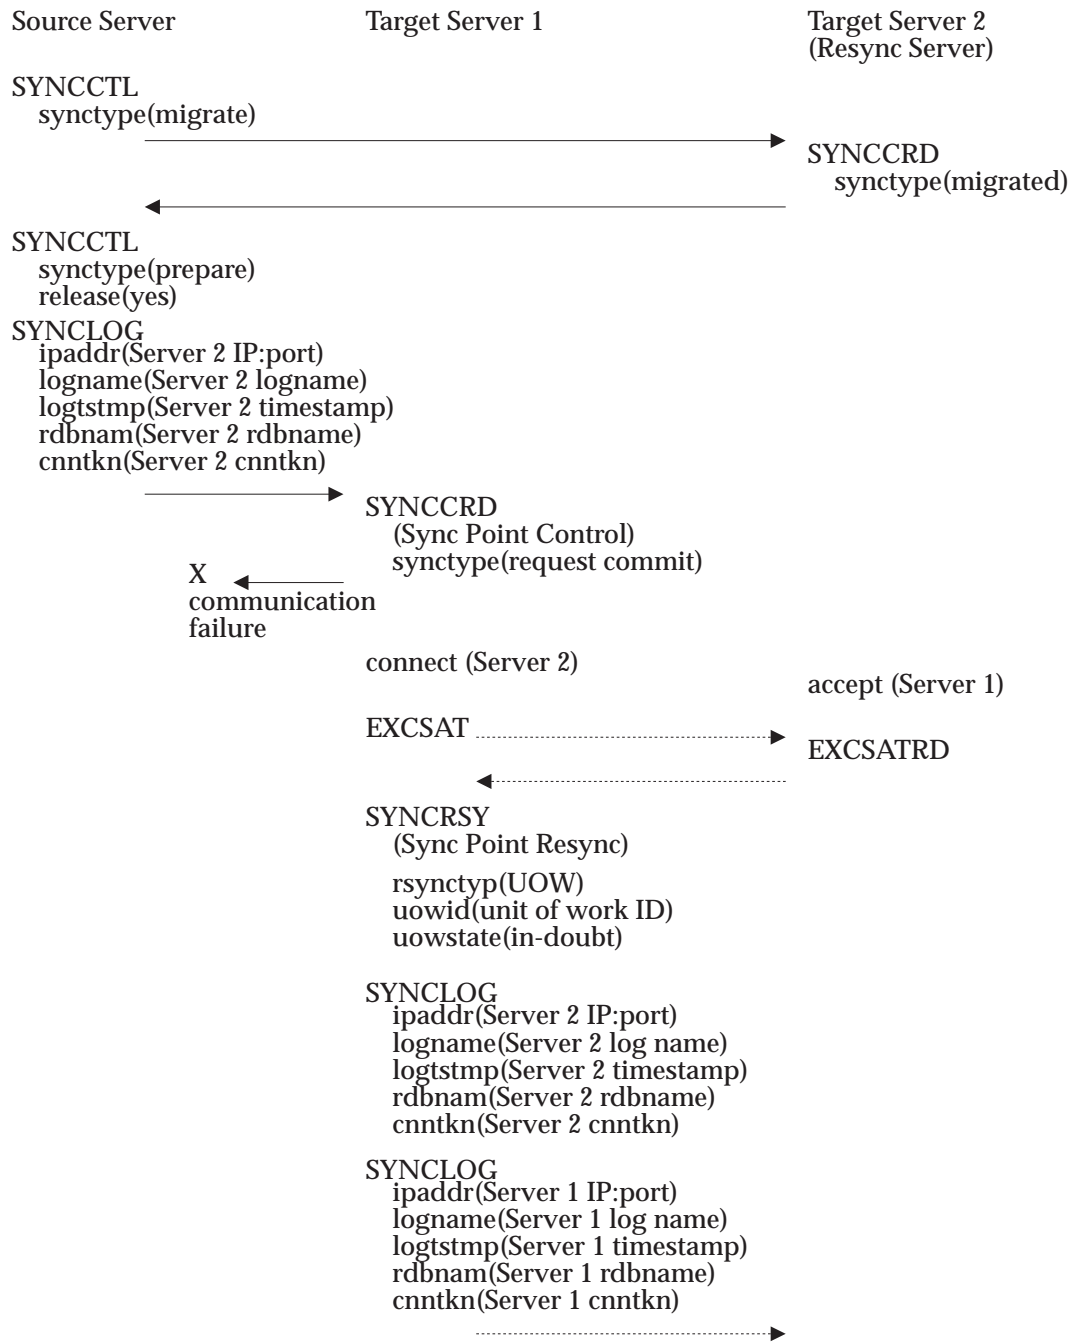 Source Server
Target Server 1
Target Server 2
(Resync Server)
SYNCCTL
synctype(migrate)
SYNCCRD
synctype(migrated)
SYNCCTL
synctype(prepare)
release(yes)
SYNCLOG
ipaddr(Server 2 IP:port)
logname(Server 2 logname)
logtstmp(Server 2 timestamp)
rdbnam(Server 2 rdbname)
cnntkn(Server 2 cnntkn)
SYNCCRD
(Sync Point Control)
synctype(request commit)
X
communication
failure
connect (Server 2)
accept (Server 1)
EXCSAT
EXCSATRD
SYNCRSY
(Sync Point Resync)
rsynctyp(UOW)
uowid(unit of work ID)
uowstate(in-doubt)
SYNCLOG
ipaddr(Server 2 IP:port)
logname(Server 2 log name)
logtstmp(Server 2 timestamp)
rdbnam(Server 2 rdbname)
cnntkn(Server 2 cnntkn)
SYNCLOG
ipaddr(Server 1 IP:port)
logname(Server 1 log name)
logtstmp(Server 1 timestamp)
rdbnam(Server 1 rdbname)
cnntkn(Server 1 cnntkn)